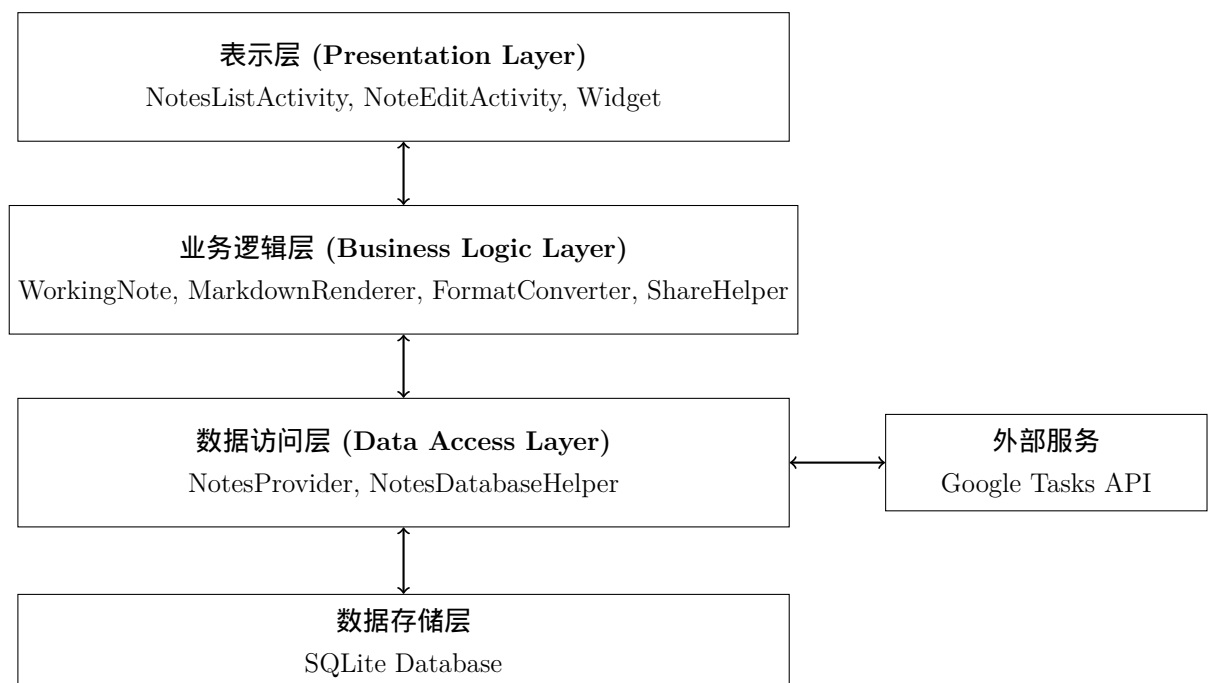 表示层 (Presentation Layer)
NotesListActivity, NoteEditActivity, Widget
业务逻辑层 (Business Logic Layer)
WorkingNote, MarkdownRenderer, FormatConverter, ShareHelper
数据访问层 (Data Access Layer)
NotesProvider, NotesDatabaseHelper
外部服务
Google Tasks API
数据存储层
SQLite Database